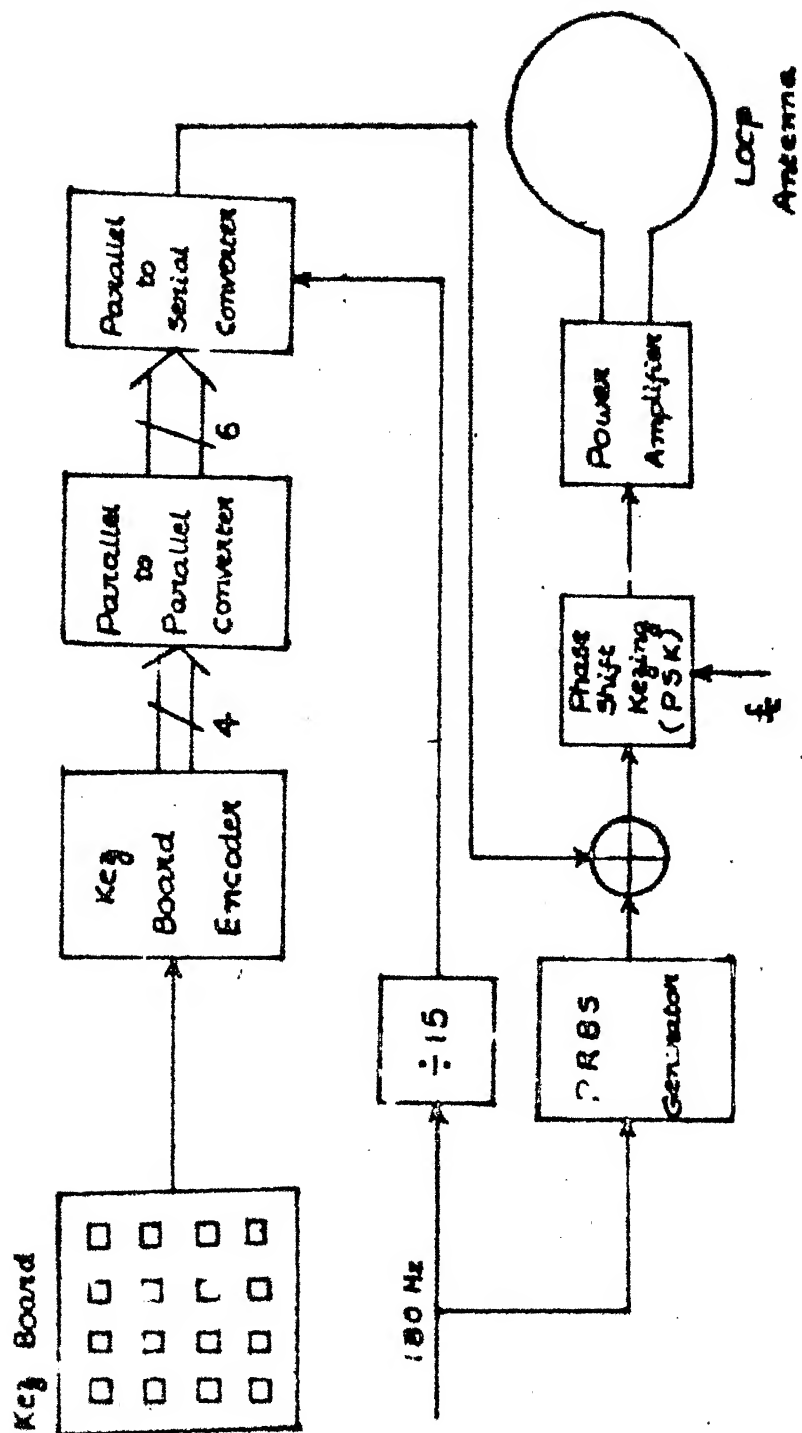 Key Board
Key
Board
Encoder
4
Parallel
to
Parallel
Converter
6
Parallel
to
Serial
Converter
180 Hz
÷15
PRBS
Generator
Phase
Shift
Keying
(PSK)
Power
Amplifier
Loop
Antenna